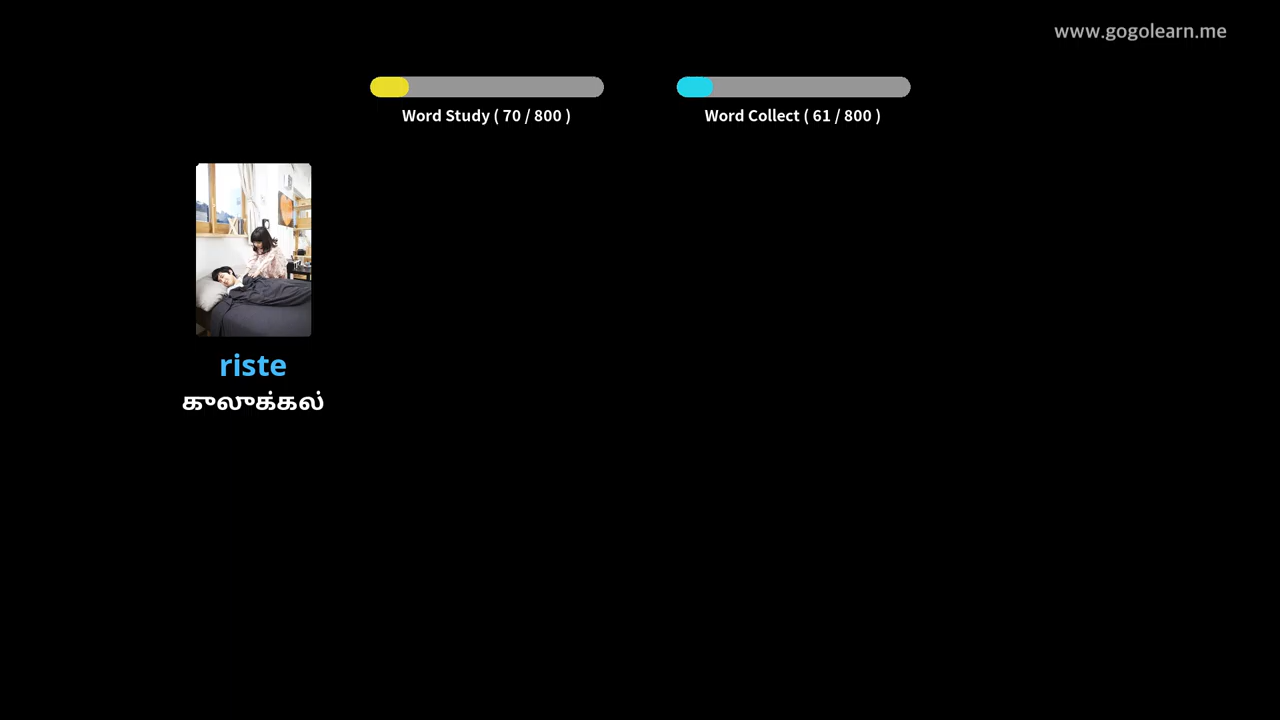 www.gogolearn.me
Word Study ( 70 / 800 )
Word Collect ( 61 / 800 )
riste
குலுக்கல்